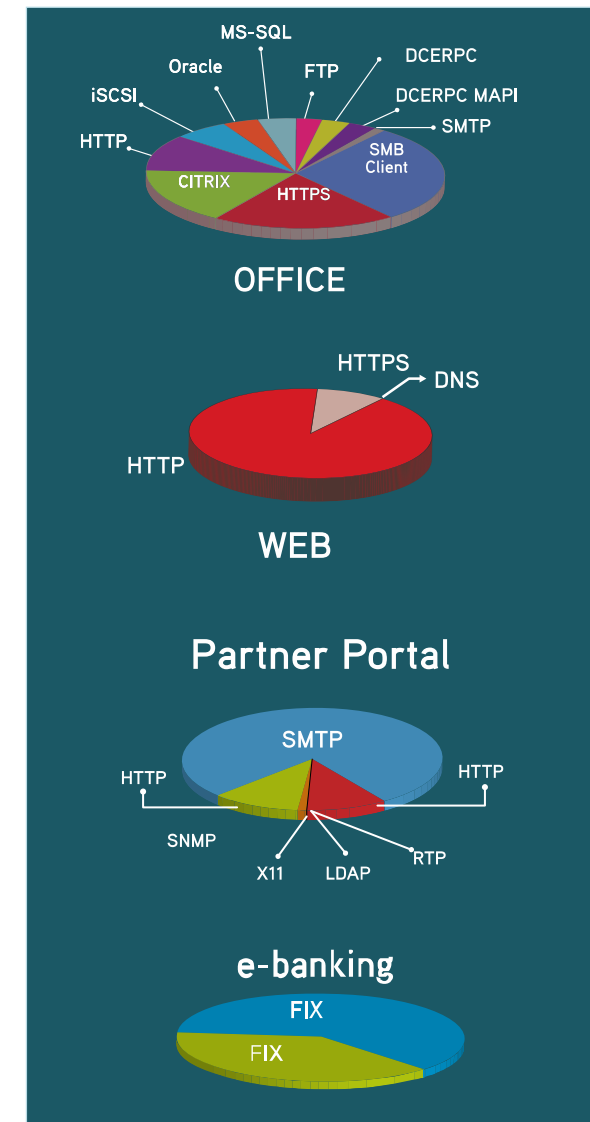 MS-SQL
DCERPC
Oracle
FTP
iSCSI
DCERPC MAPI
HTTP
SMTP
SMB
Client
CITRIX
HTTPS
OFFICE
HTTPS
DNS
HTTP
WEB
Partner Portal
SMTP
HTTP
HTTP
SNMP
X11
LDAP
RTP
e-banking
FIX
FIX